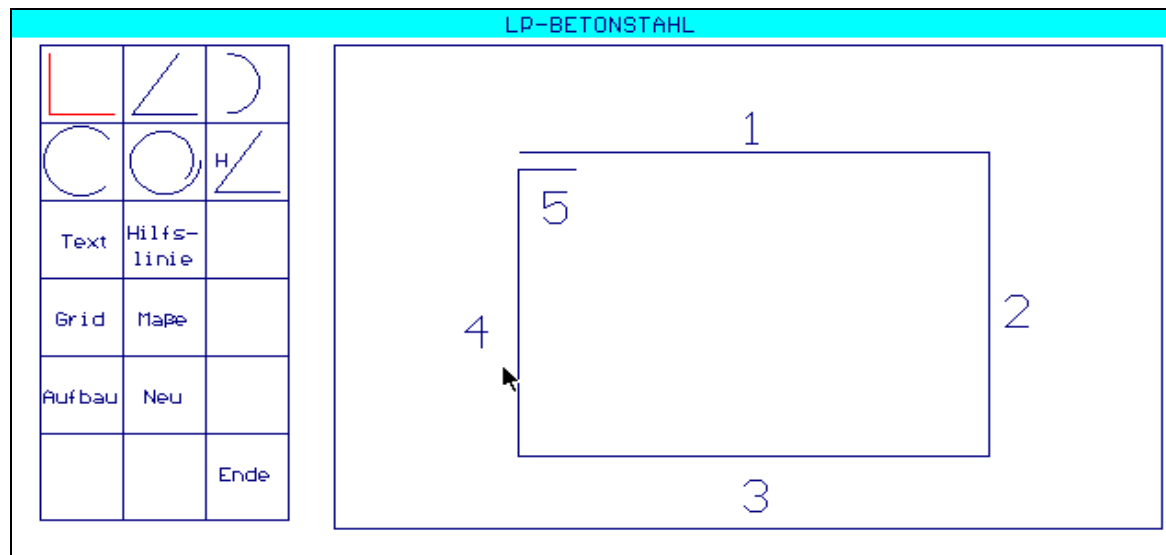 LP-BETONSTAHL
H
Text
Hilfs-
linie
Grid
Maße
Aufbau
Neu
Ende
1
5
2
4
3